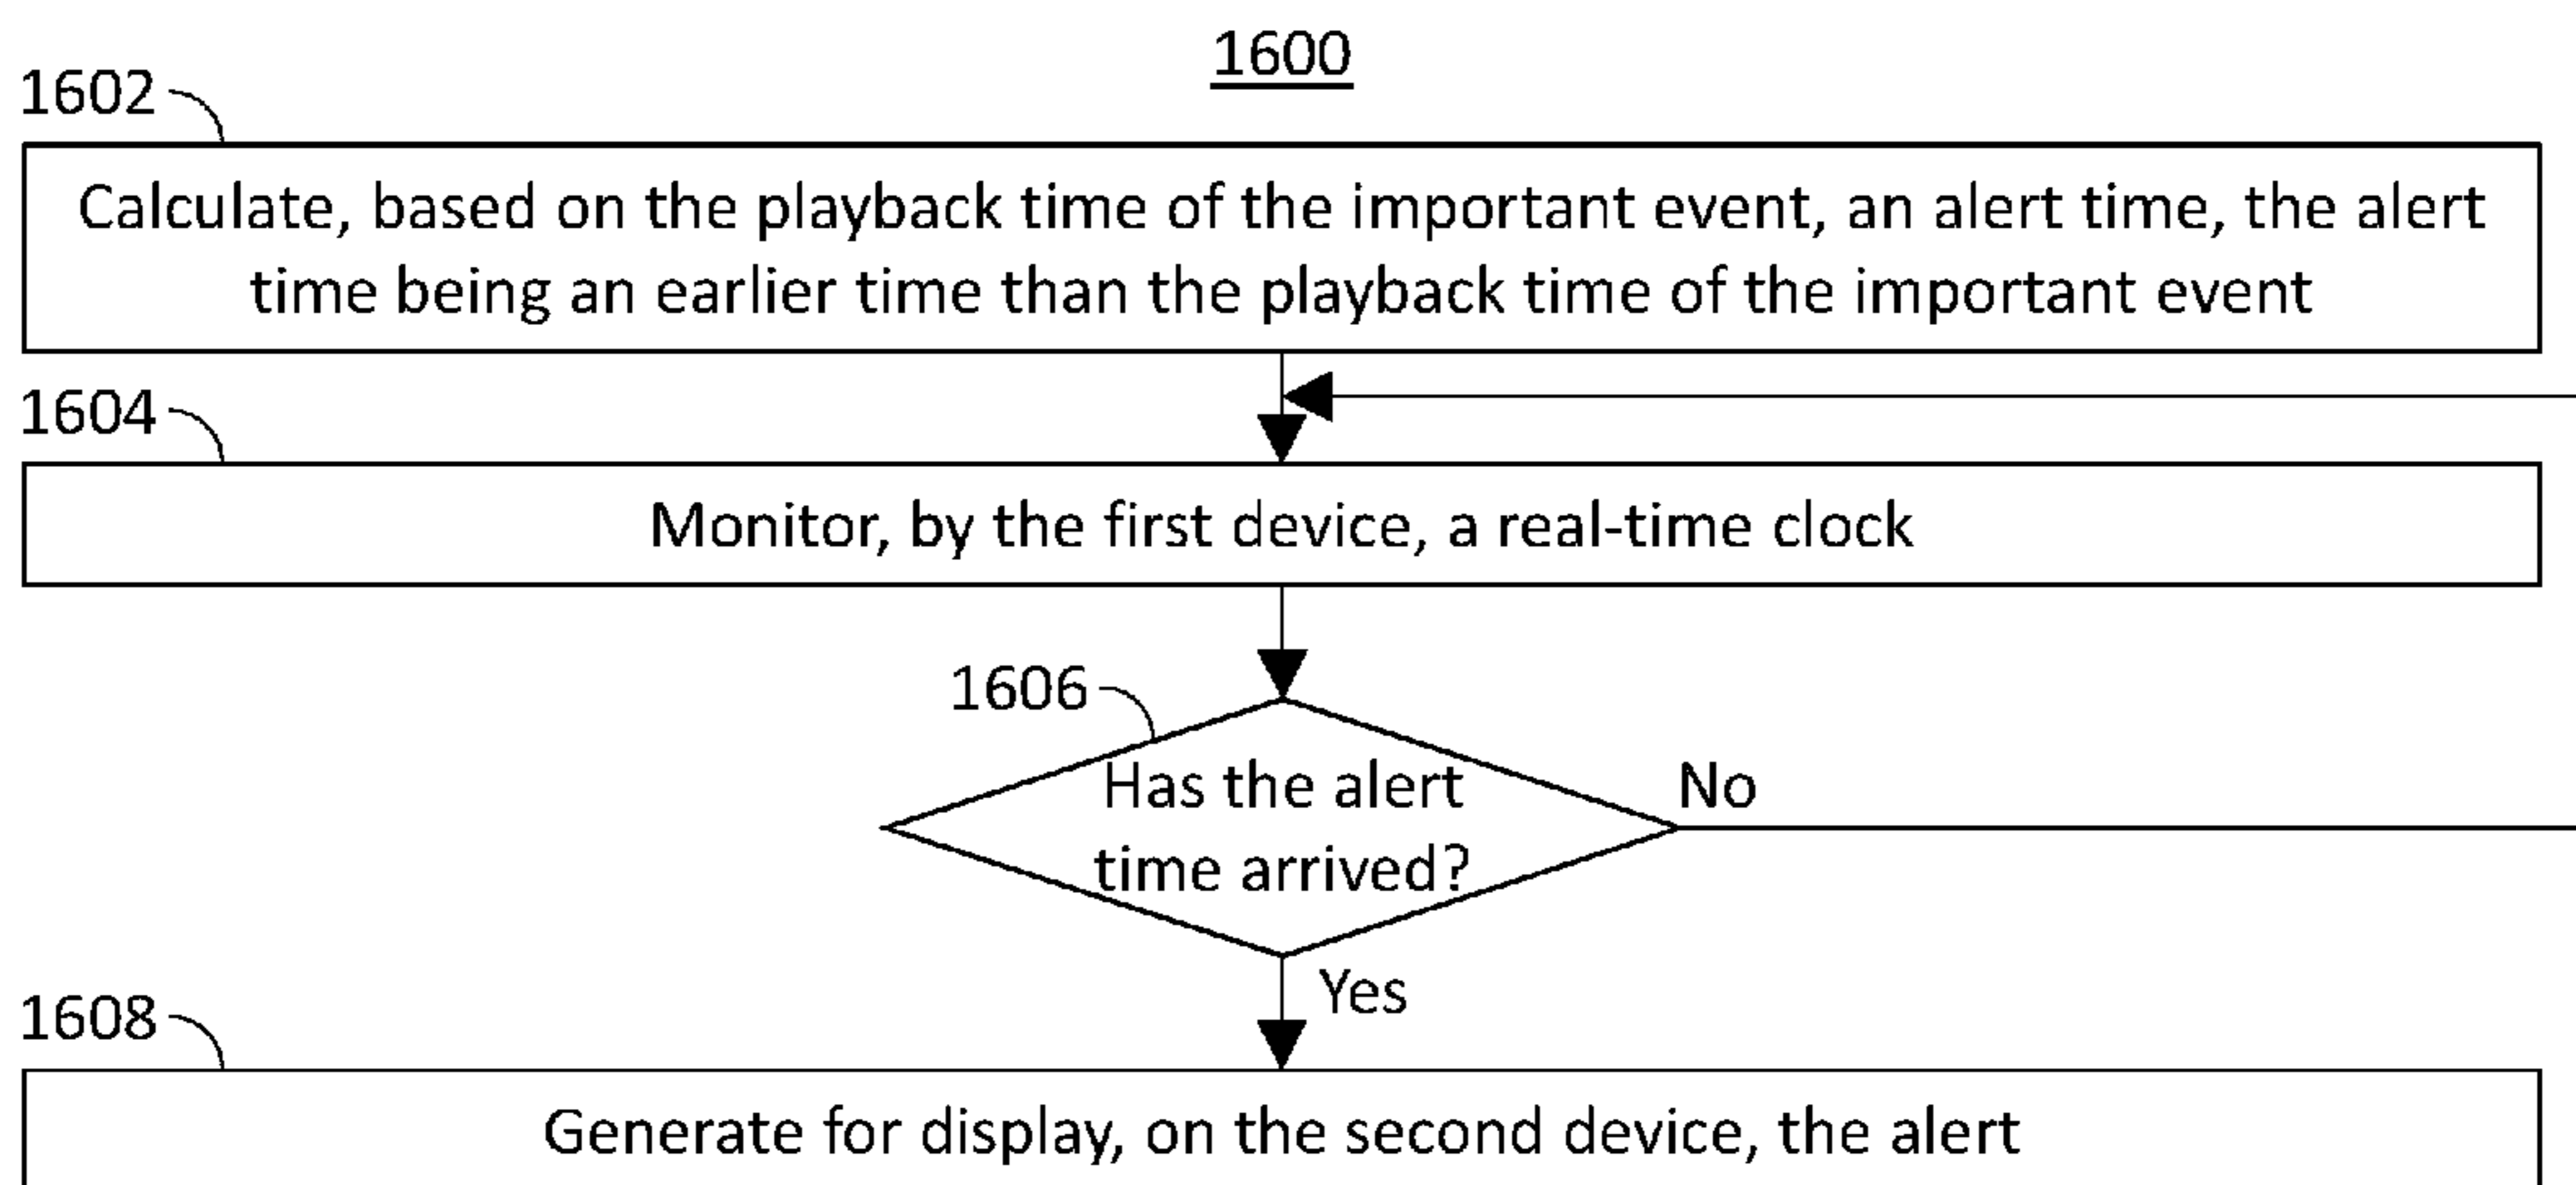 1600
1602
Calculate, based on the playback time of the important event, an alert time, the alert
time being an earlier time than the playback time of the important event
1604
Monitor, by the first device, a real-time clock
1606
Has the alert
time arrived?
No
Yes
1608
Generate for display, on the second device, the alert